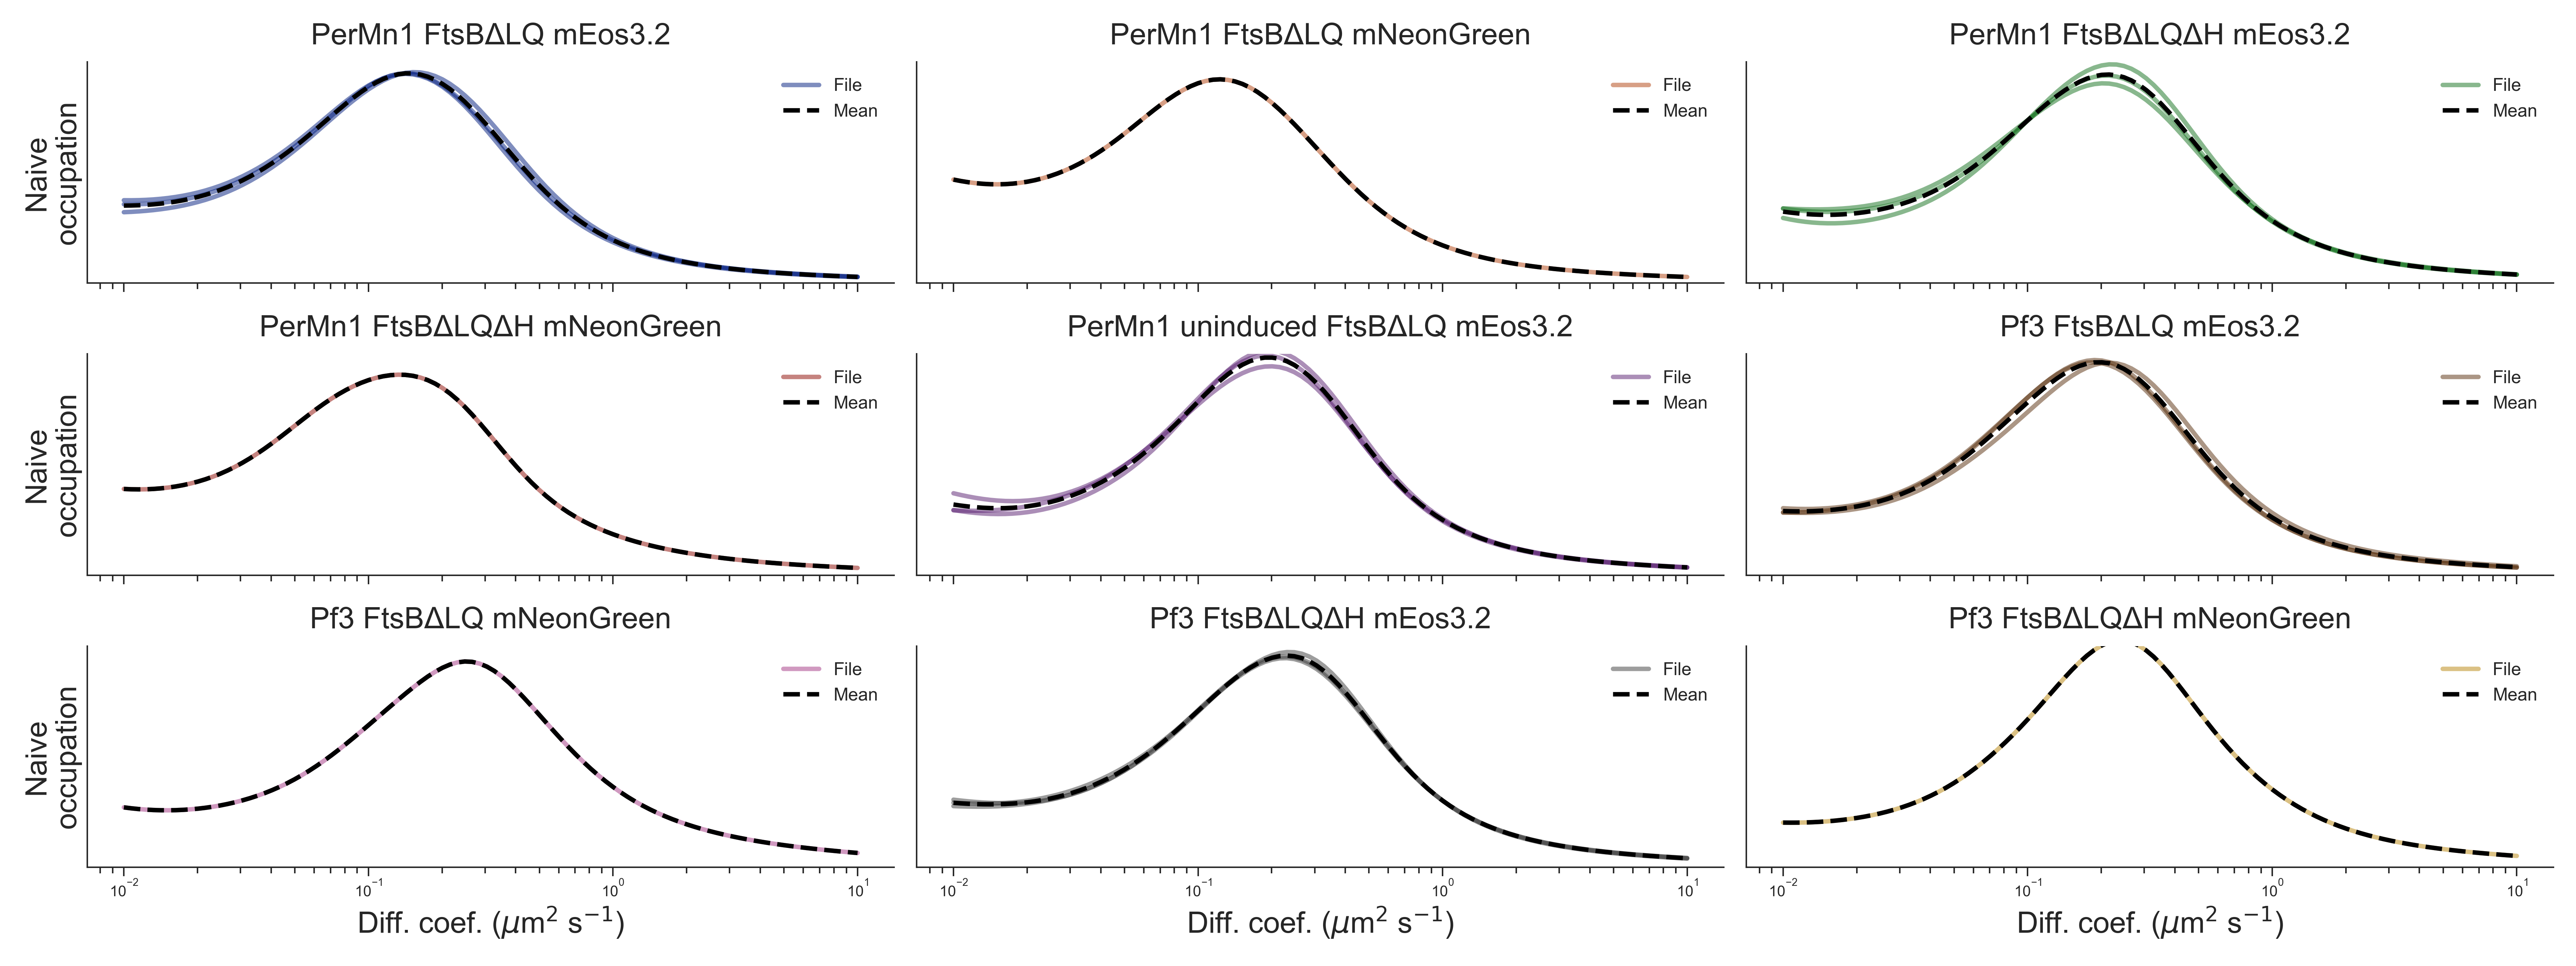 PerMn1 FtsBΔLQ mEos3.2
PerMn1 FtsBΔLQ mNeonGreen
PerMn1 FtsBΔLQΔH mEos3.2
Naive
occupation
File
Mean
File
Mean
File
Mean
PerMn1 FtsBΔLQΔH mNeonGreen
PerMn1 uninduced FtsBΔLQ mEos3.2
Pf3 FtsBΔLQ mEos3.2
Naive
occupation
File
Mean
File
Mean
File
Mean
Pf3 FtsBΔLQ mNeonGreen
Pf3 FtsBΔLQΔH mEos3.2
Pf3 FtsBΔLQΔH mNeonGreen
Naive
occupation
File
Mean
File
Mean
File
Mean
10⁻² 10⁻¹ 10⁰ 10¹
10⁻² 10⁻¹ 10⁰ 10¹
10⁻² 10⁻¹ 10⁰ 10¹
Diff. coef. (μm² s⁻¹)
Diff. coef. (μm² s⁻¹)
Diff. coef. (μm² s⁻¹)